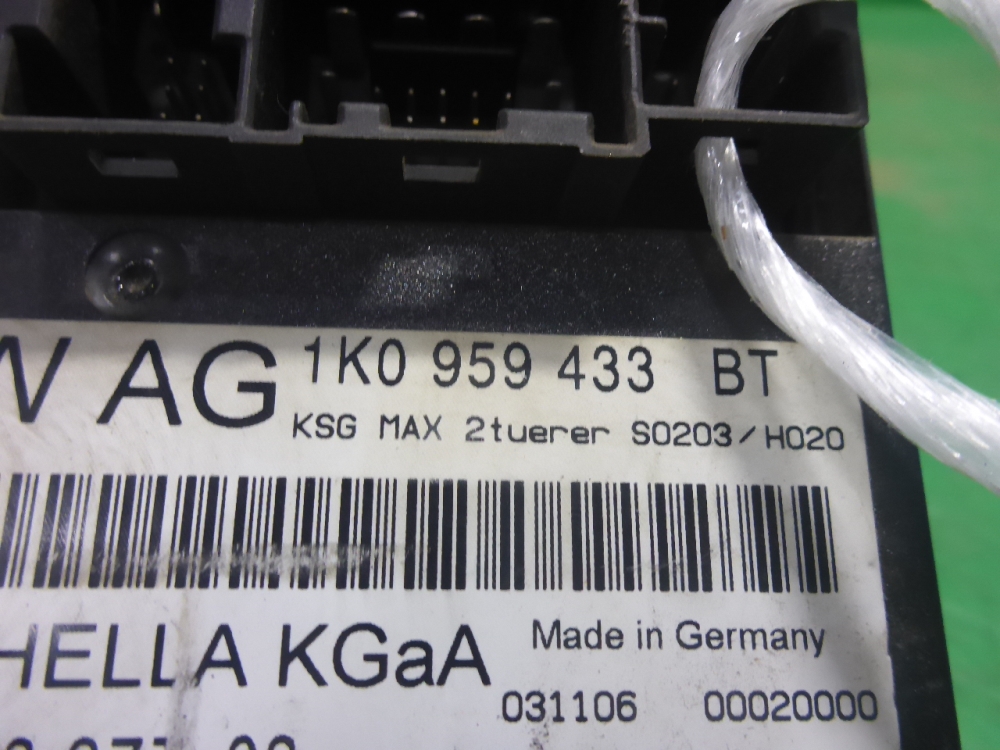 W AG 1K0 959 433 BT
KSG MAX 2tuerer S0203/H020
HELLA KGaA Made in Germany
031106 00020000